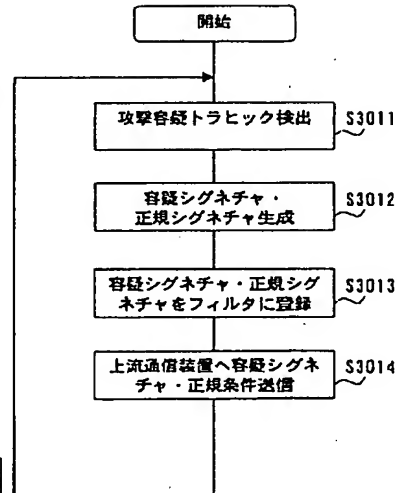 開始
攻撃容疑トラヒック検出
S3011
容疑シグネチャ・
正規シグネチャ生成
S3012
容疑シグネチャ・正規シグ
ネチャをフィルタに登録
S3013
上流通信装置へ容疑シグネ
チャ・正規条件送信
S3014